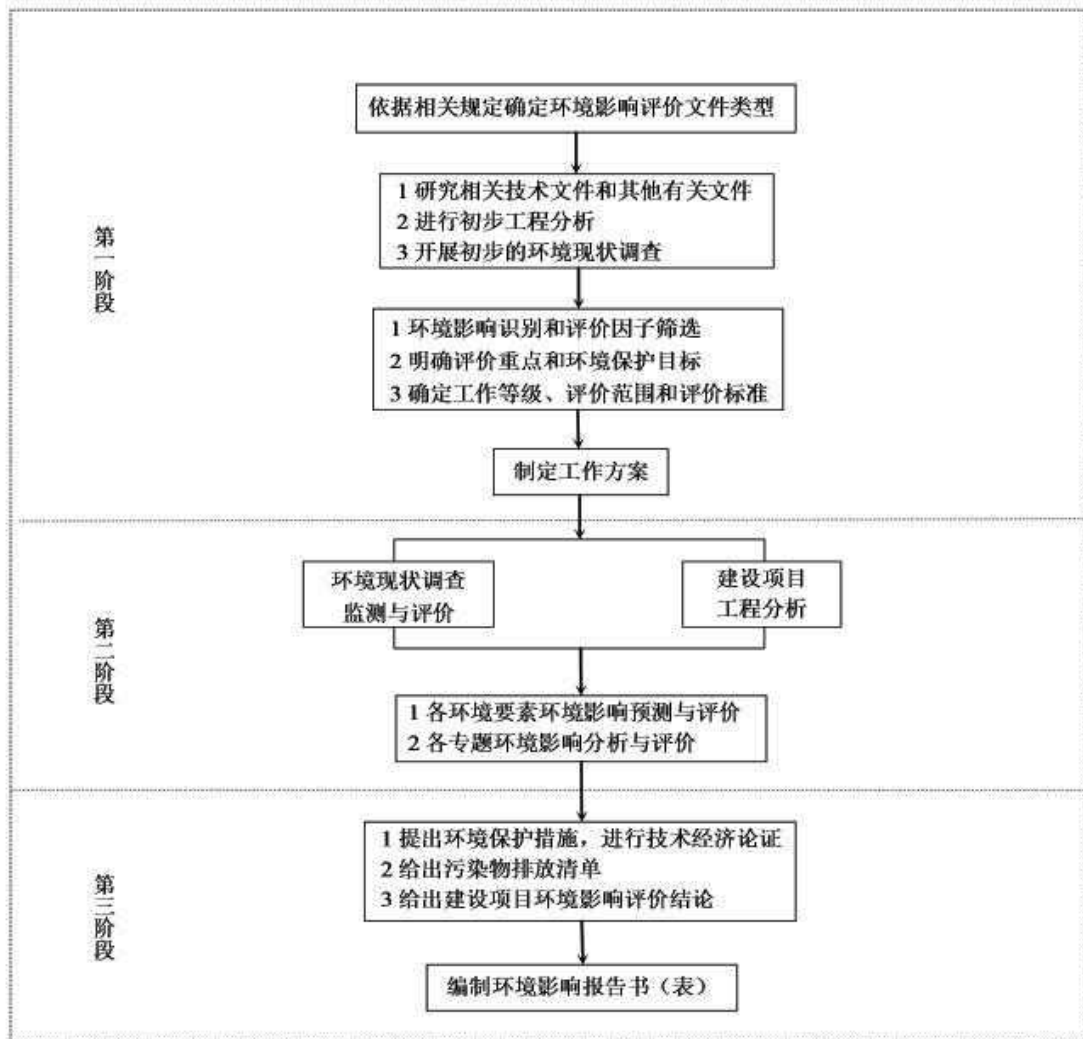 依据相关规定确定环境影响评价文件类型
1 研究相关技术文件和其他有关文件
2 进行初步工程分析
3 开展初步的环境现状调查
第一阶段
1 环境影响识别和评价因子筛选
2 明确评价重点和环境保护目标
3 确定工作等级、评价范围和评价标准
制定工作方案
第二阶段
环境现状调查
监测与评价
建设项目
工程分析
1 各环境要素环境影响预测与评价
2 各专题环境影响分析与评价
第三阶段
1 提出环境保护措施，进行技术经济论证
2 给出污染物排放清单
3 给出建设项目环境影响评价结论
编制环境影响报告书（表）